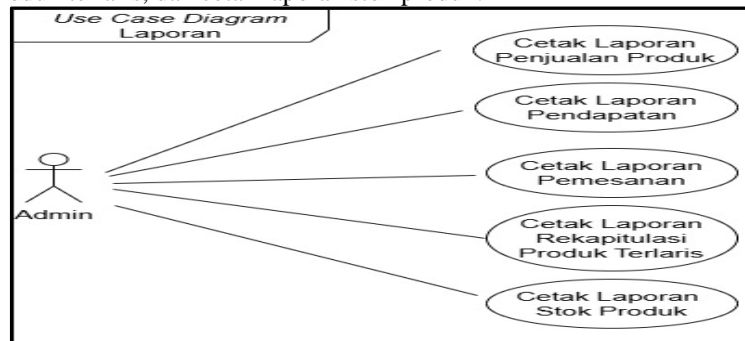 Use Case Diagram
Laporan
Cetak Laporan
Penjualan Produk
Cetak Laporan
Pendapatan
Cetak Laporan
Pemesanan
Admin
Cetak Laporan
Rekapitulasi
Produk Terlaris
Cetak Laporan
Stok Produk